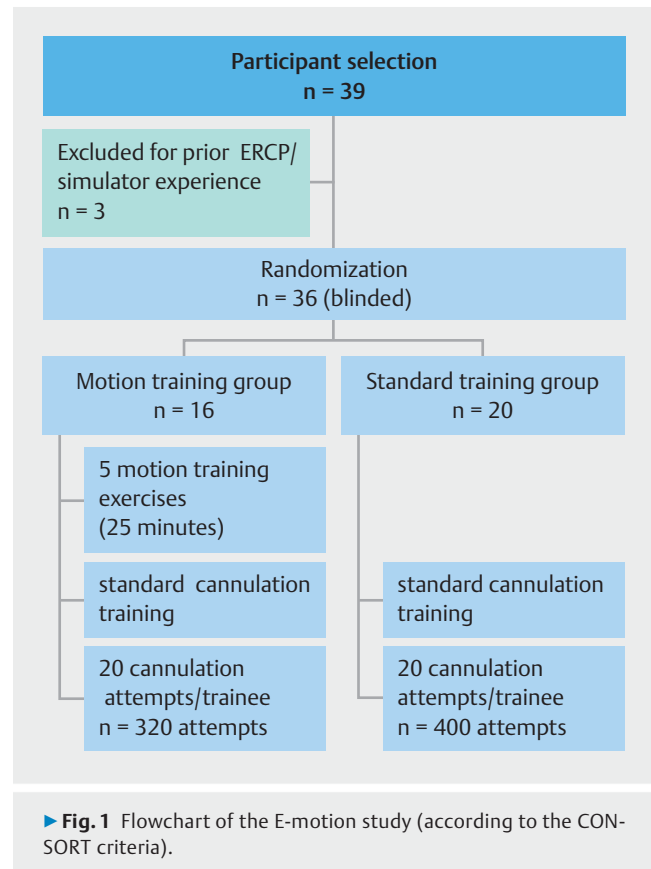 Participant selection
n = 39
Excluded for prior ERCP/
simulator experience
n = 3
Randomization
n = 36 (blinded)
Motion training group
n = 16
Standard training group
n = 20
5 motion training
exercises
(25 minutes)
standard cannulation
training
20 cannulation
attempts/trainee
n = 320 attempts
standard cannulation
training
20 cannulation
attempts/trainee
n = 400 attempts
▶ Fig. 1 Flowchart of the E-motion study (according to the CON-
SORT criteria).